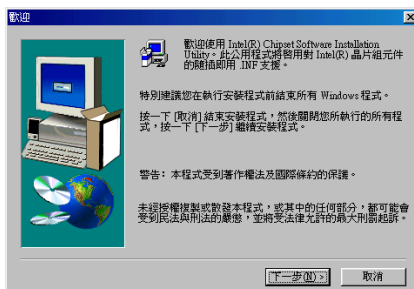 歡迎
歡迎使用 Intel(R) Chipset Software Installation
Utility。此公用程式將啓用對 Intel(R) 晶片組元件
的隨插即用 .INF 支援。
特別建議您在執行安裝程式前結束所有 Windows 程式。
按一下 [取消] 結束安裝程式，然後關閉您所執行的所有程
式，按一下 [下一步] 繼續安裝程式。
警告: 本程式受到著作權法及國際條約的保護。
未經授權複製或散發本程式，或其中的任何部分，都可能會
受到民法與刑法的嚴懲，並將受法律允許的最大刑罰起訴。
下一步(N) >
取消